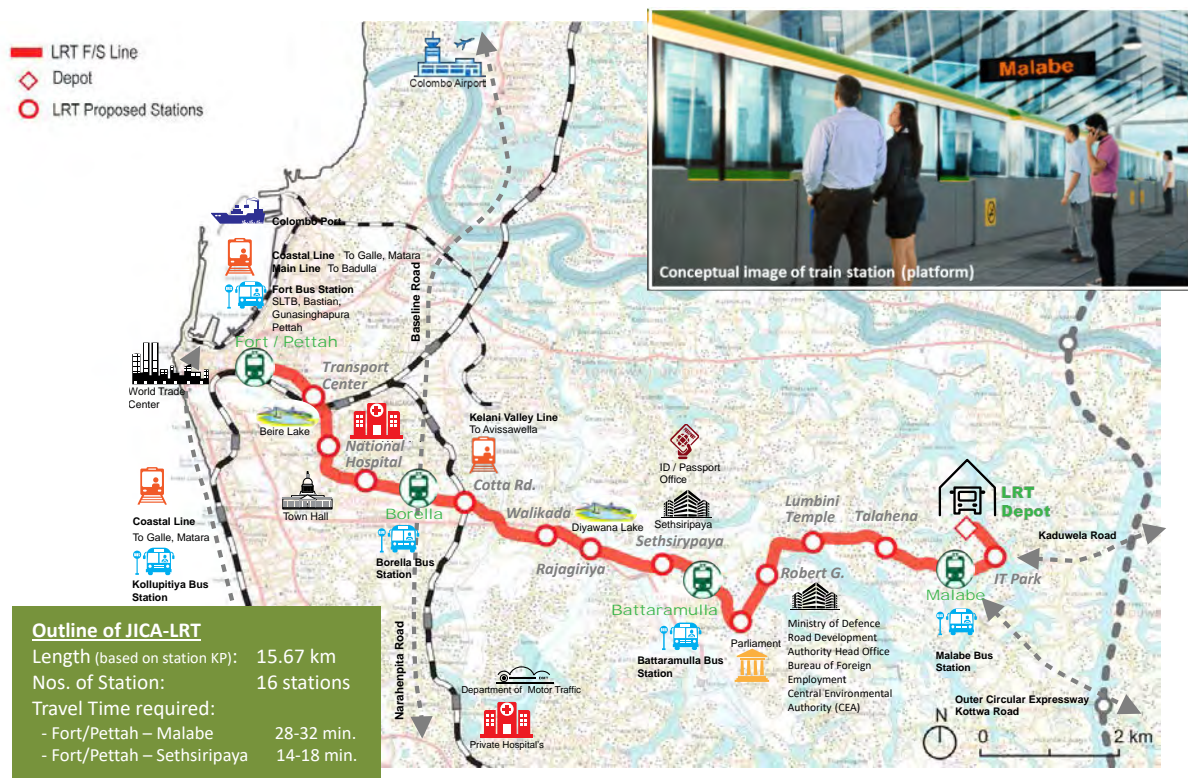 LRT F/S Line
Depot
LRT Proposed Stations
Colombo Airport
Malabe
Conceptual image of train station (platform)
Colombo Port
Coastal Line To Galle, Matara
Main Line To Badulla
Fort Bus Station
SLTB, Bastian,
Gunasinghapura
Pettah
Fort / Pettah
Baseline Road
World Trade
Center
Transport
Center
Beire Lake
National
Hospital
Kelani Valley Line
To Avissawella
Cotta Rd.
Town Hall
Borella
Borella Bus
Station
Coastal Line
To Galle, Matara
Kollupitiya Bus
Station
Walikada
Diyawana Lake
Rajagiriya
ID / Passport
Office
Sethsiripaya
Sethsirypaya
Battaramulla
Battaramulla Bus
Station
Parliament
Lumbini
Temple
Talahena
Robert G.
Ministry of Defence
Road Development
Authority Head Office
Bureau of Foreign
Employment
Central Environmental
Authority (CEA)
LRT
Depot
Kaduwela Road
IT Park
Malabe
Malabe Bus
Station
Outer Circular Expressway
Kottwa Road
Narahenpita Road
Department of Motor Traffic
Private Hospital's
Outline of JICA-LRT
Length (based on station KP): 15.67 km
Nos. of Station: 16 stations
Travel Time required:
- Fort/Pettah – Malabe 28-32 min.
- Fort/Pettah – Sethsiripaya 14-18 min.
N
0 2 km